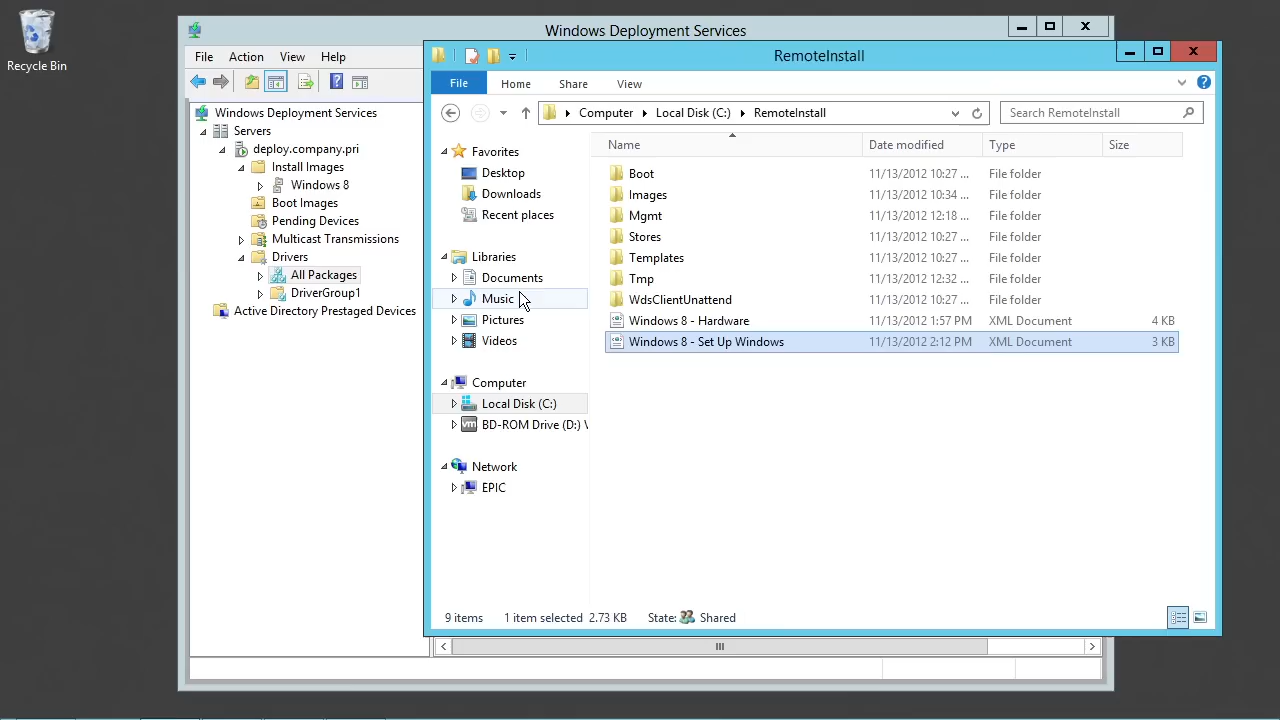 Recycle Bin
Windows Deployment Services
File Action View Help
Windows Deployment Services
Servers
deploy.company.pri
Install Images
Windows 8
Boot Images
Pending Devices
Multicast Transmissions
Drivers
All Packages
DriverGroup1
Active Directory Prestaged Devices
RemoteInstall
File Home Share View
Computer Local Disk (C:) RemoteInstall
Search RemoteInstall
Favorites
Desktop
Downloads
Recent places
Libraries
Documents
Music
Pictures
Videos
Computer
Local Disk (C:)
vm BD-ROM Drive (D:) V
Network
EPIC
Name Date modified Type Size
Boot 11/13/2012 10:27 ... File folder
Images 11/13/2012 10:34 ... File folder
Mgmt 11/13/2012 12:18 ... File folder
Stores 11/13/2012 10:27 ... File folder
Templates 11/13/2012 10:27 ... File folder
Tmp 11/13/2012 12:32 ... File folder
WdsClientUnattend 11/13/2012 10:27 ... File folder
Windows 8 - Hardware 11/13/2012 1:57 PM XML Document 4 KB
Windows 8 - Set Up Windows 11/13/2012 2:12 PM XML Document 3 KB
9 items 1 item selected 2.73 KB State: Shared